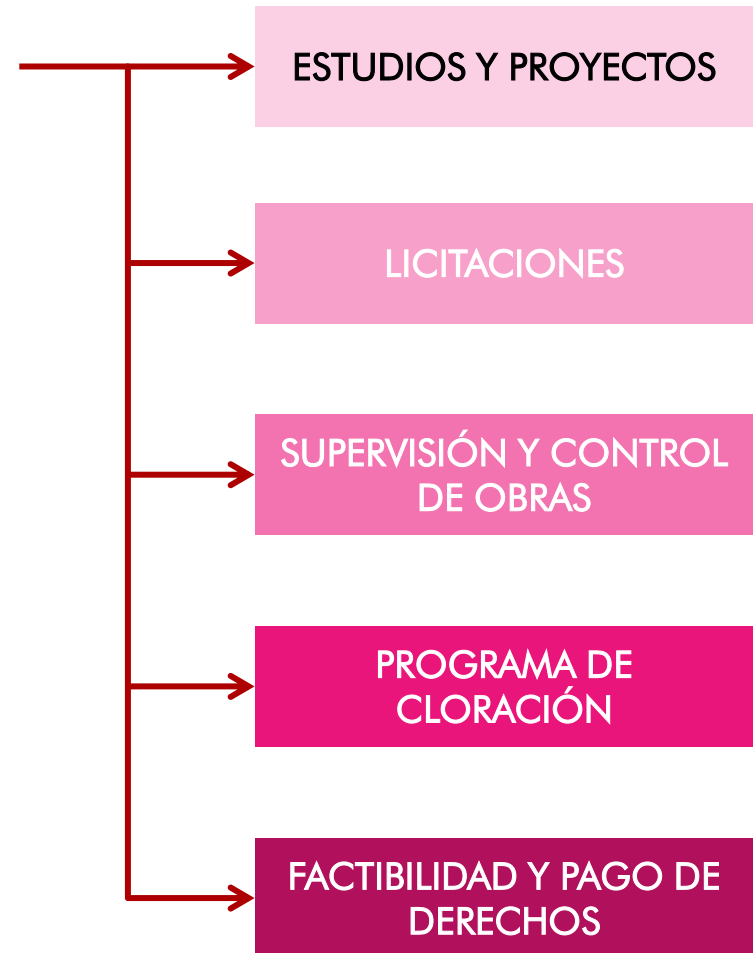 ESTUDIOS Y PROYECTOS
LICITACIONES
SUPERVISIÓN Y CONTROL
DE OBRAS
PROGRAMA DE
CLORACIÓN
FACTIBILIDAD Y PAGO DE
DERECHOS